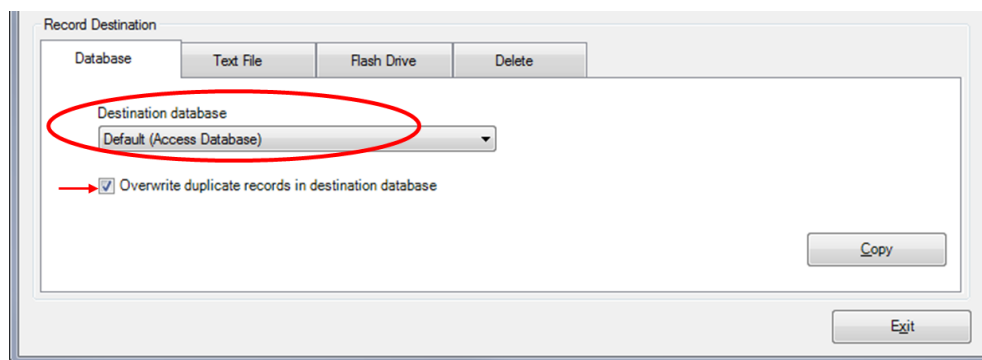 Record Destination
Database Text File Flash Drive Delete
Destination database
Default (Access Database)
Overwrite duplicate records in destination database
Copy
Exit